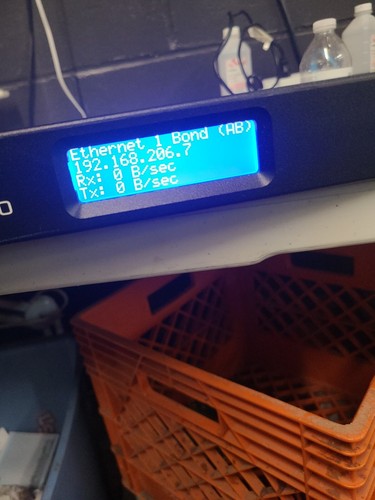 Ethernet 1 Bond (AB)
192.168.206.7
Rx: 0 B/sec
Tx: 0 B/sec